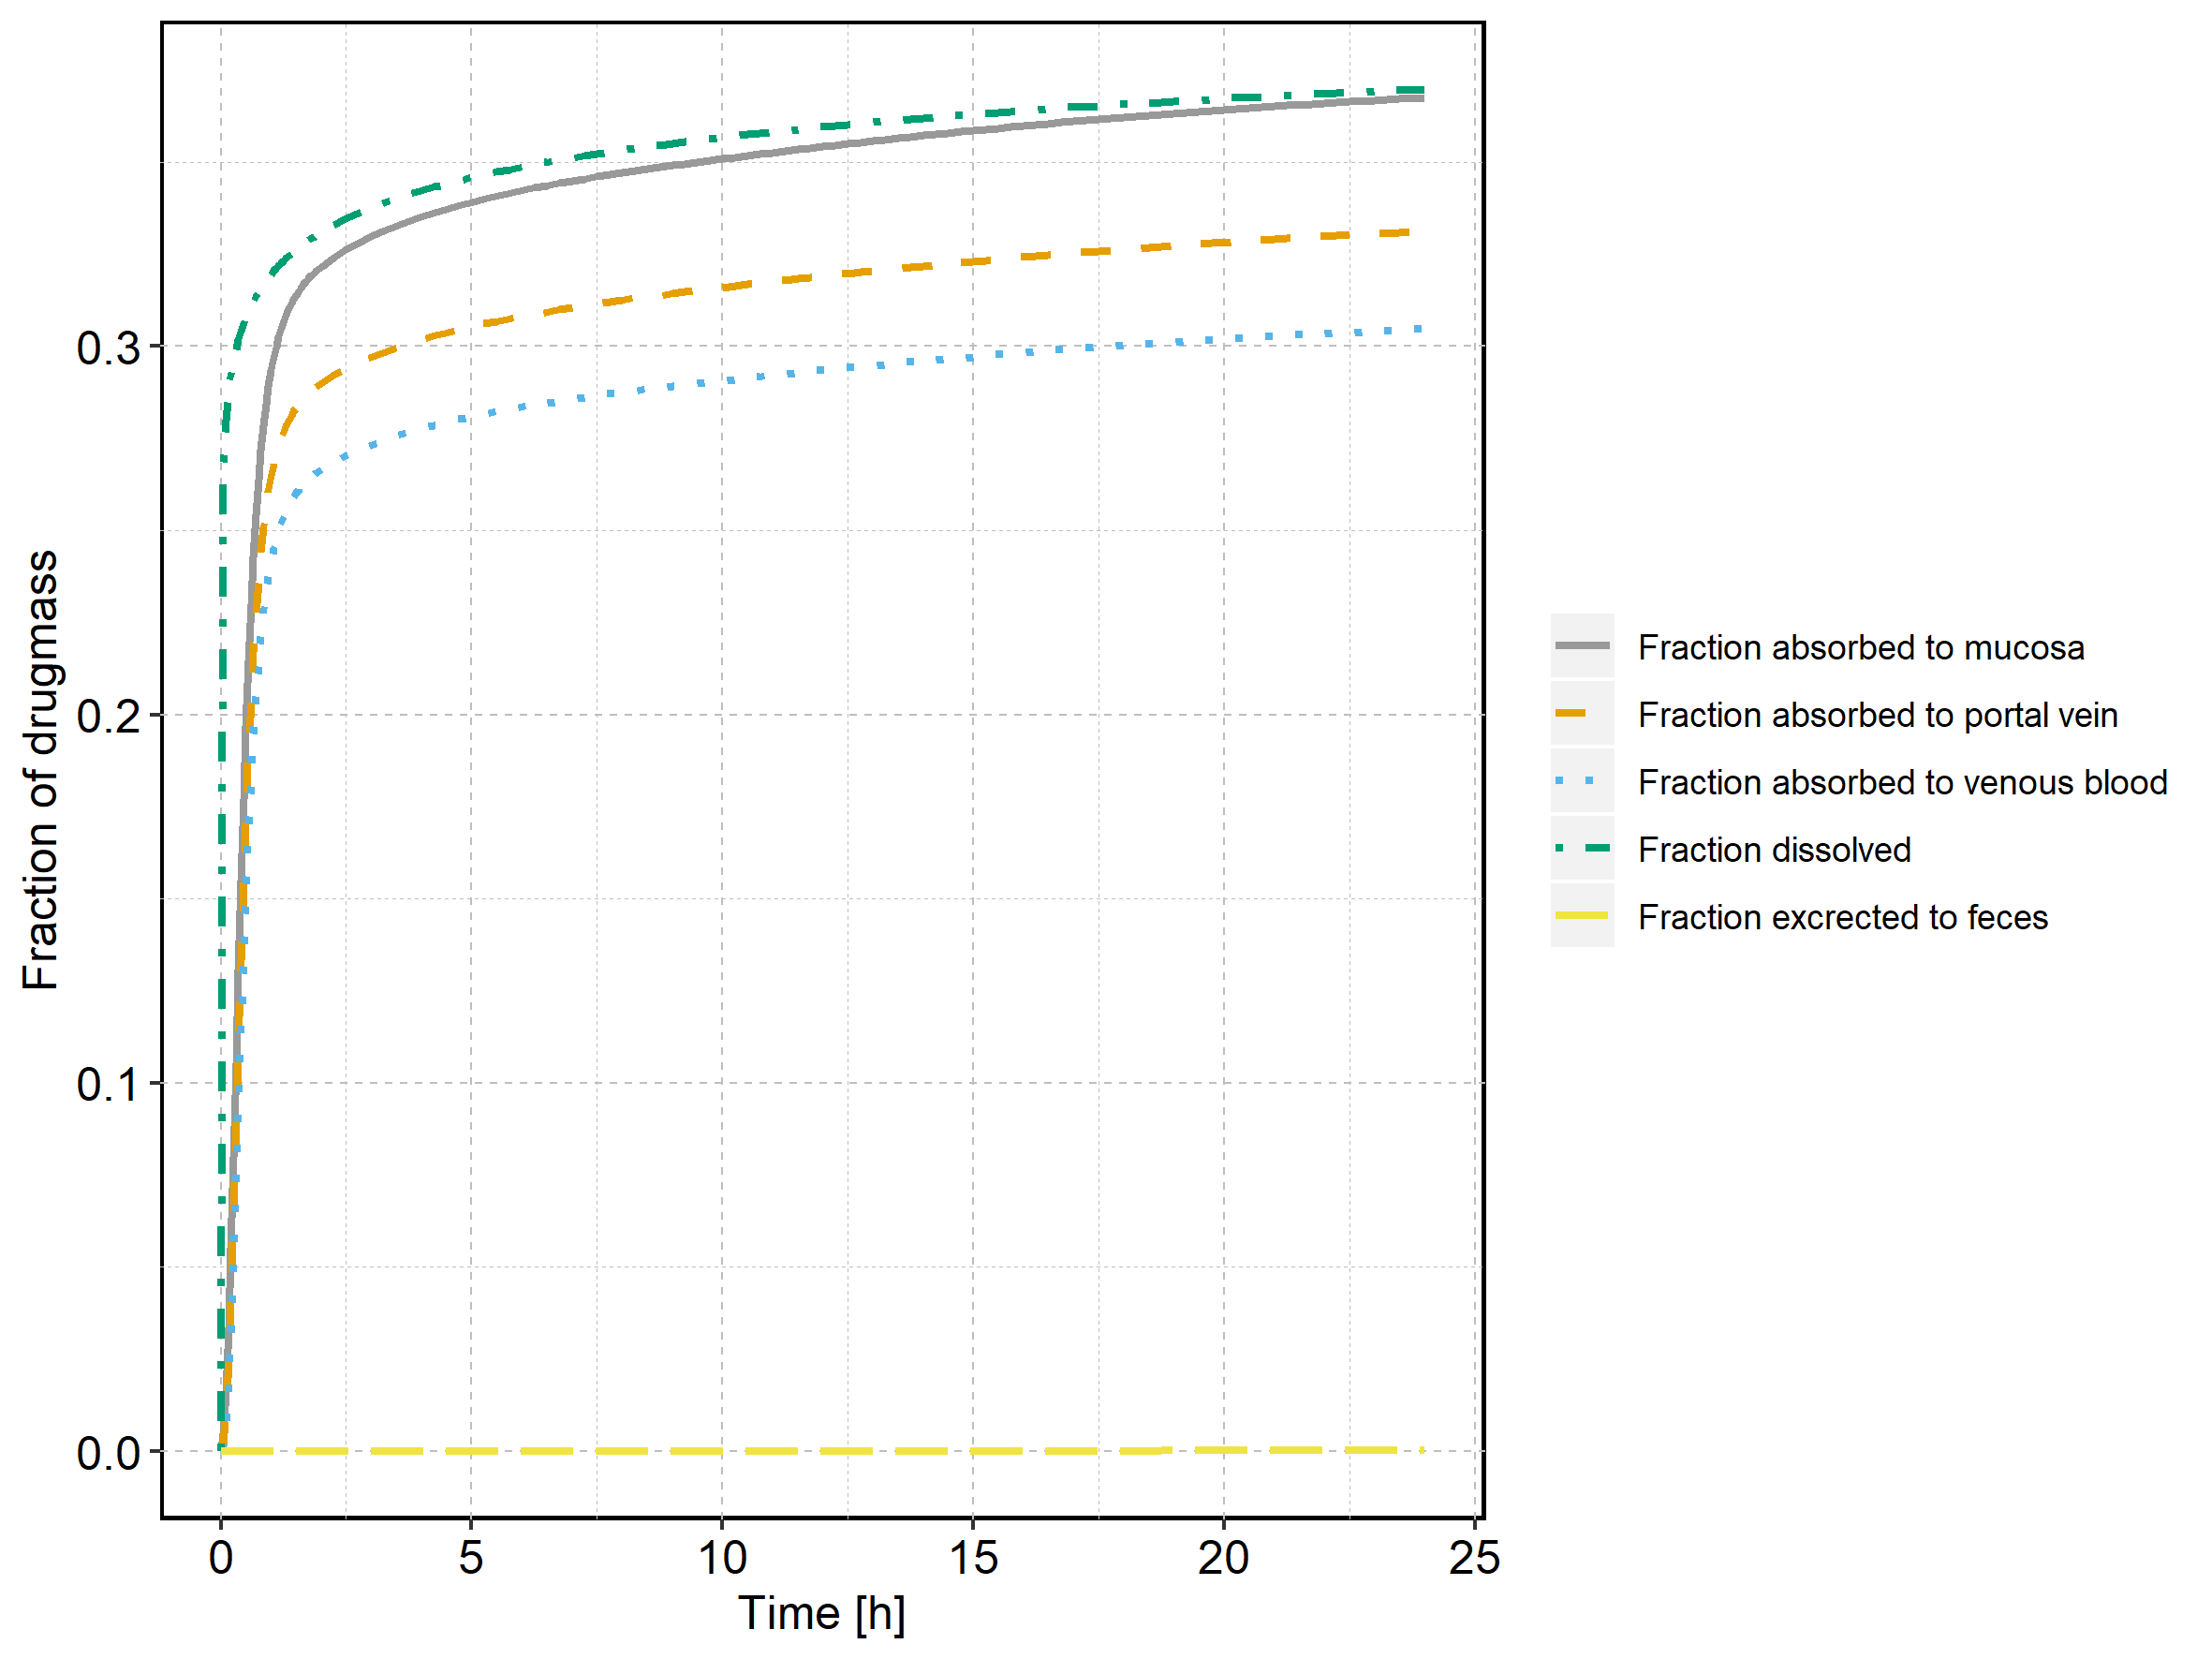 Fraction of drugmass
0.3
0.2
0.1
0.0
0 5 10 15 20 25
Time [h]
Fraction absorbed to mucosa
Fraction absorbed to portal vein
Fraction absorbed to venous blood
Fraction dissolved
Fraction excrected to feces